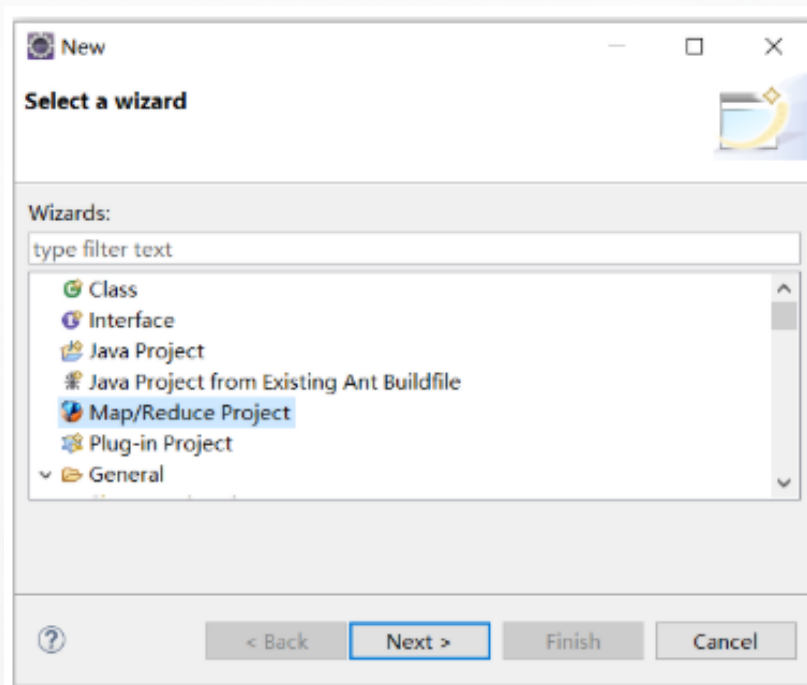 New
Select a wizard
Wizards:
type filter text
Class
Interface
Java Project
Java Project from Existing Ant Buildfile
Map/Reduce Project
Plug-in Project
General
?
< Back
Next >
Finish
Cancel